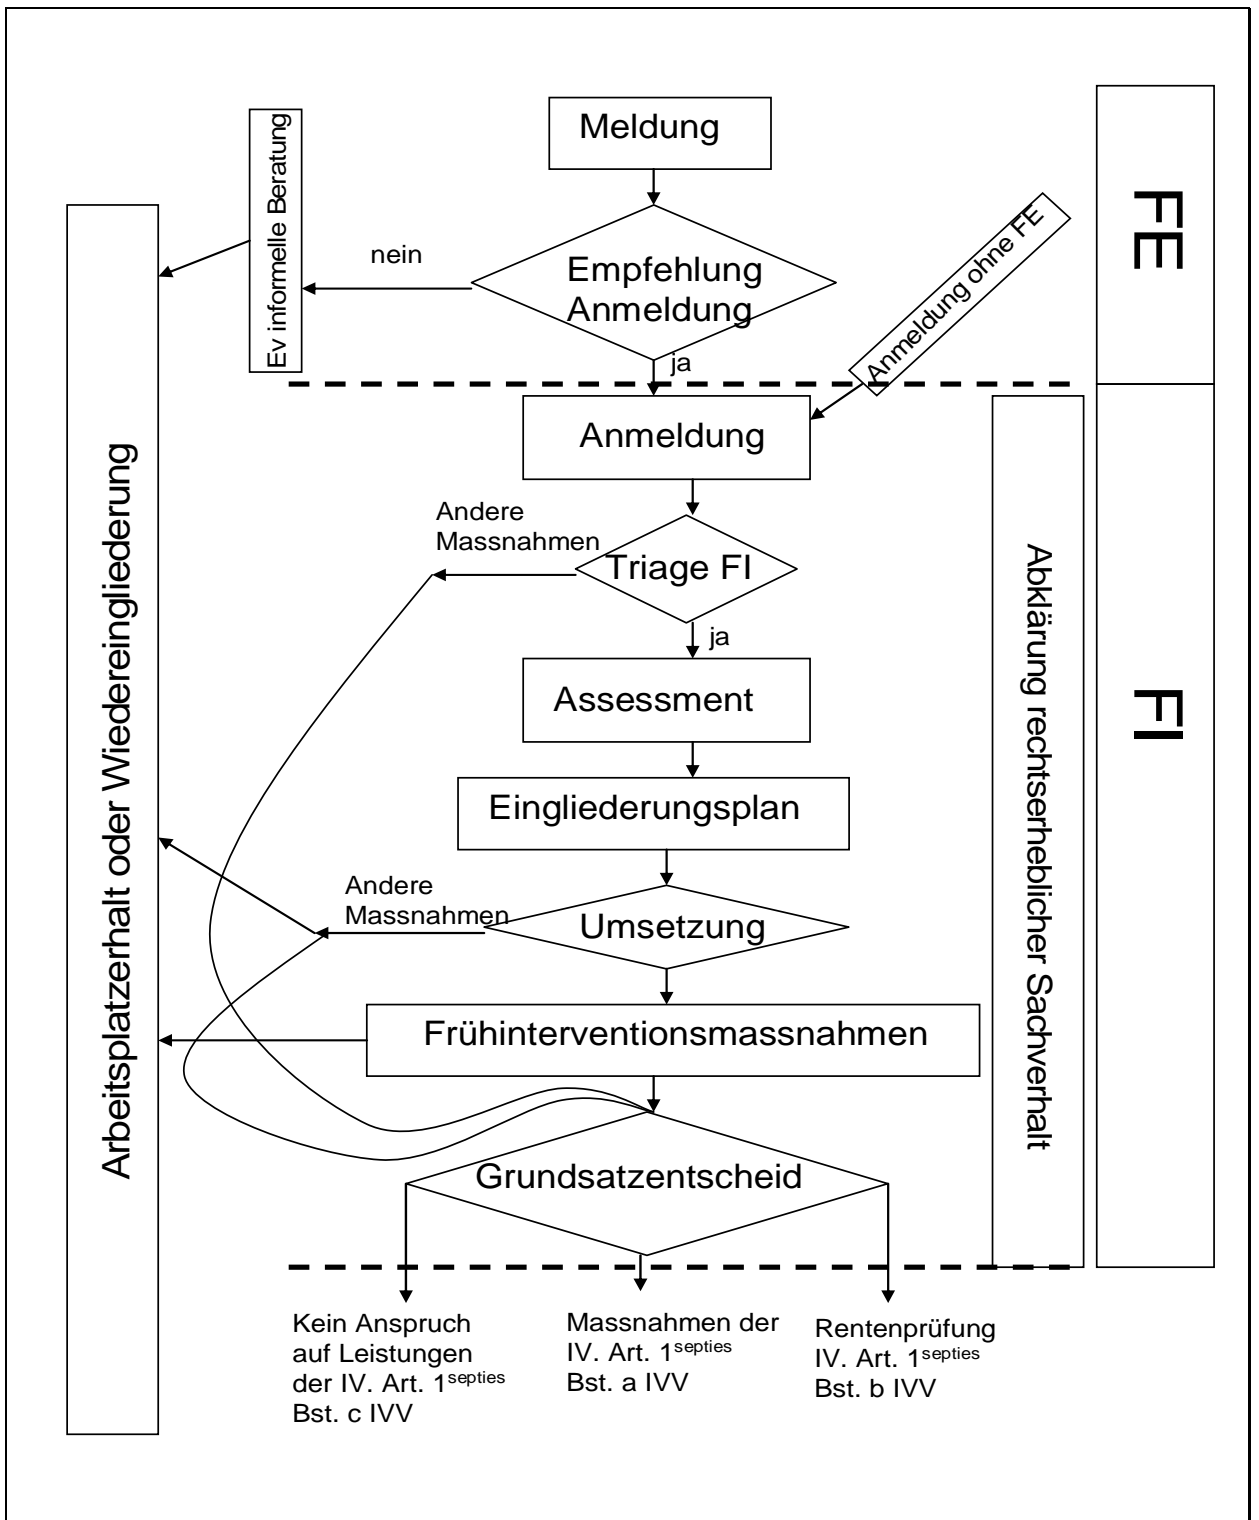 Meldung
FE
Ev informelle Beratung
nein
Empfehlung
Anmeldung
Anmeldung ohne FE
ja
Anmeldung
Andere
Massnahmen
Triage FI
ja
Assessment
Eingliederungsplan
Andere
Massnahmen
Umsetzung
Frühinterventionsmassnahmen
Grundsatzentscheid
Arbeitsplatzerhalt oder Wiedereingliederung
Abklärung rechtserheblicher Sachverhalt
FI
Kein Anspruch
auf Leistungen
der IV. Art. 1septies
Bst. c IVV
Massnahmen der
IV. Art. 1septies
Bst. a IVV
Rentenprüfung
IV. Art. 1septies
Bst. b IVV